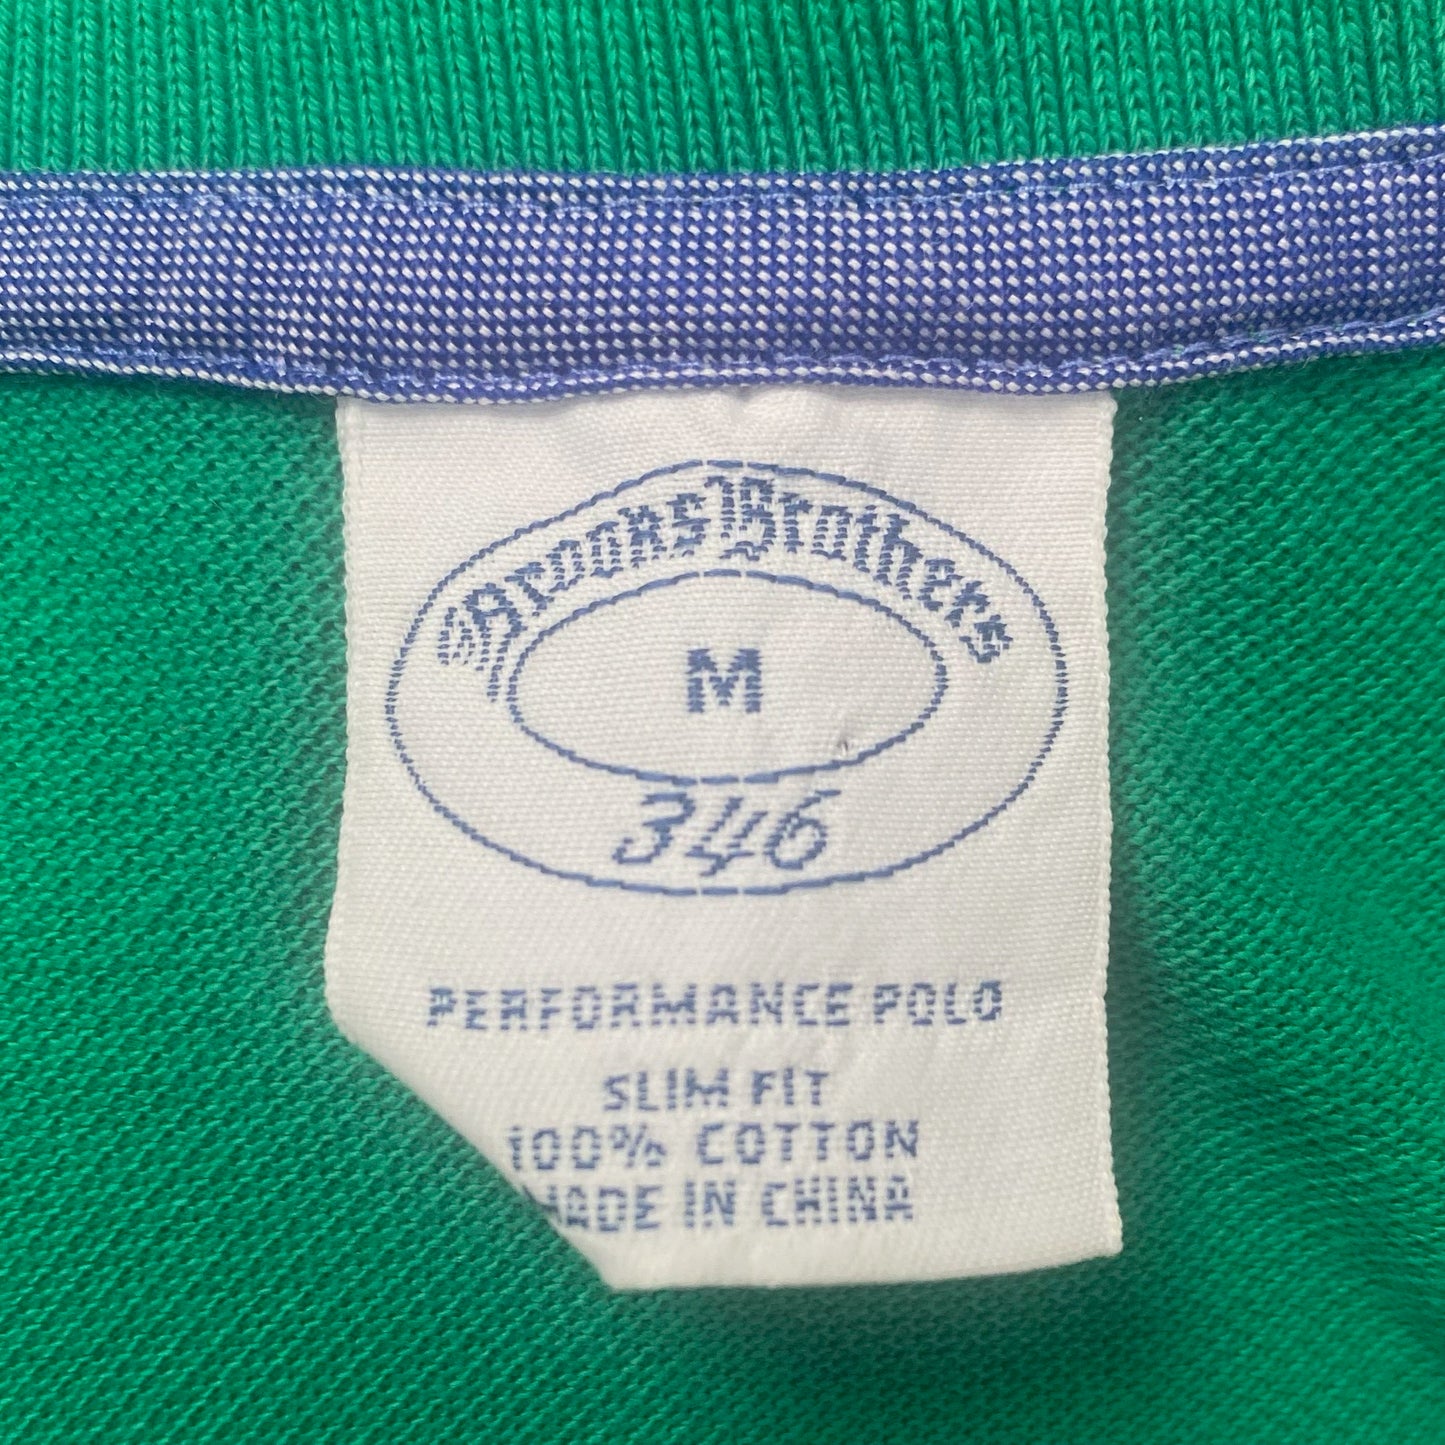 Brooks Brothers
M
346
PERFORMANCE POLO
SLIM FIT
100% COTTON
MADE IN CHINA